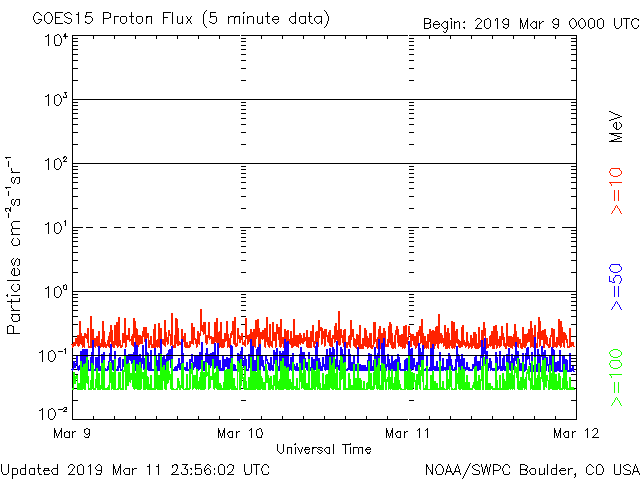 GOES15 Proton Flux (5 minute data)
Begin: 2019 Mar 9 0000 UTC
Particles cm⁻²s⁻¹sr⁻¹
10⁴
10³
10²
10¹
10⁰
10⁻¹
10⁻²
MeV
>=10
>=50
>=100
Mar 9 Mar 10 Mar 11 Mar 12
Universal Time
Updated 2019 Mar 11 23:56:02 UTC
NOAA/SWPC Boulder, CO USA